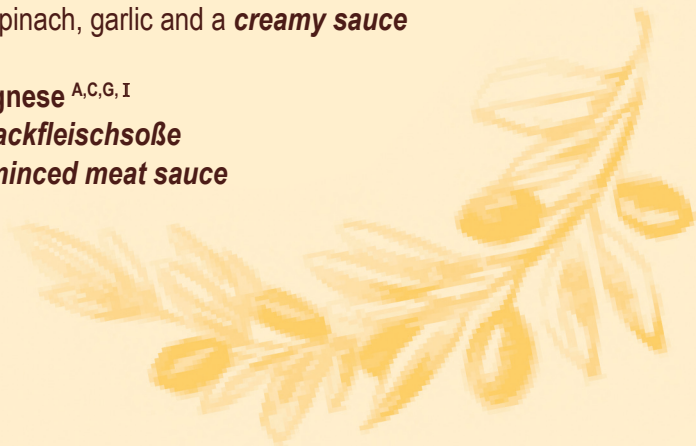 pinach, garlic and a creamy sauce
gnese A,C,G, I
ackfleischsoße
minced meat sauce